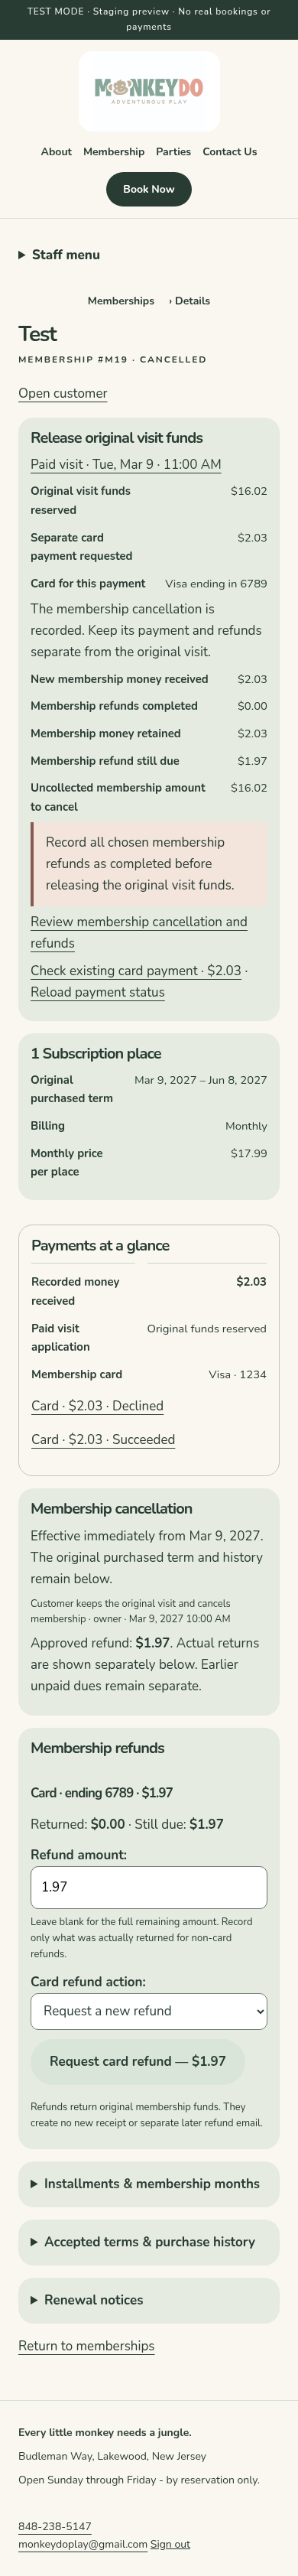 TEST MODE · Staging preview · No real bookings or
payments
MONKEYDO
ADVENTUROUS PLAY
About Membership Parties Contact Us
Book Now
Staff menu
Memberships › Details
Test
MEMBERSHIP #M19 · CANCELLED
Open customer
Release original visit funds
Paid visit · Tue, Mar 9 · 11:00 AM
Original visit funds $16.02
reserved
Separate card $2.03
payment requested
Card for this payment Visa ending in 6789
The membership cancellation is
recorded. Keep its payment and refunds
separate from the original visit.
New membership money received $2.03
Membership refunds completed $0.00
Membership money retained $2.03
Membership refund still due $1.97
Uncollected membership amount $16.02
to cancel
Record all chosen membership
refunds as completed before
releasing the original visit funds.
Review membership cancellation and
refunds
Check existing card payment · $2.03 ·
Reload payment status
1 Subscription place
Original Mar 9, 2027 – Jun 8, 2027
purchased term
Billing Monthly
Monthly price $17.99
per place
Payments at a glance
Recorded money $2.03
received
Paid visit Original funds reserved
application
Membership card Visa · 1234
Card · $2.03 · Declined
Card · $2.03 · Succeeded
Membership cancellation
Effective immediately from Mar 9, 2027.
The original purchased term and history
remain below.
Customer keeps the original visit and cancels
membership · owner · Mar 9, 2027 10:00 AM
Approved refund: $1.97. Actual returns
are shown separately below. Earlier
unpaid dues remain separate.
Membership refunds
Card · ending 6789 · $1.97
Returned: $0.00 · Still due: $1.97
Refund amount:
1.97
Leave blank for the full remaining amount. Record
only what was actually returned for non-card
refunds.
Card refund action:
Request a new refund
Request card refund — $1.97
Refunds return original membership funds. They
create no new receipt or separate later refund email.
Installments & membership months
Accepted terms & purchase history
Renewal notices
Return to memberships
Every little monkey needs a jungle.
Budleman Way, Lakewood, New Jersey
Open Sunday through Friday - by reservation only.
848-238-5147
monkeydoplay@gmail.com Sign out